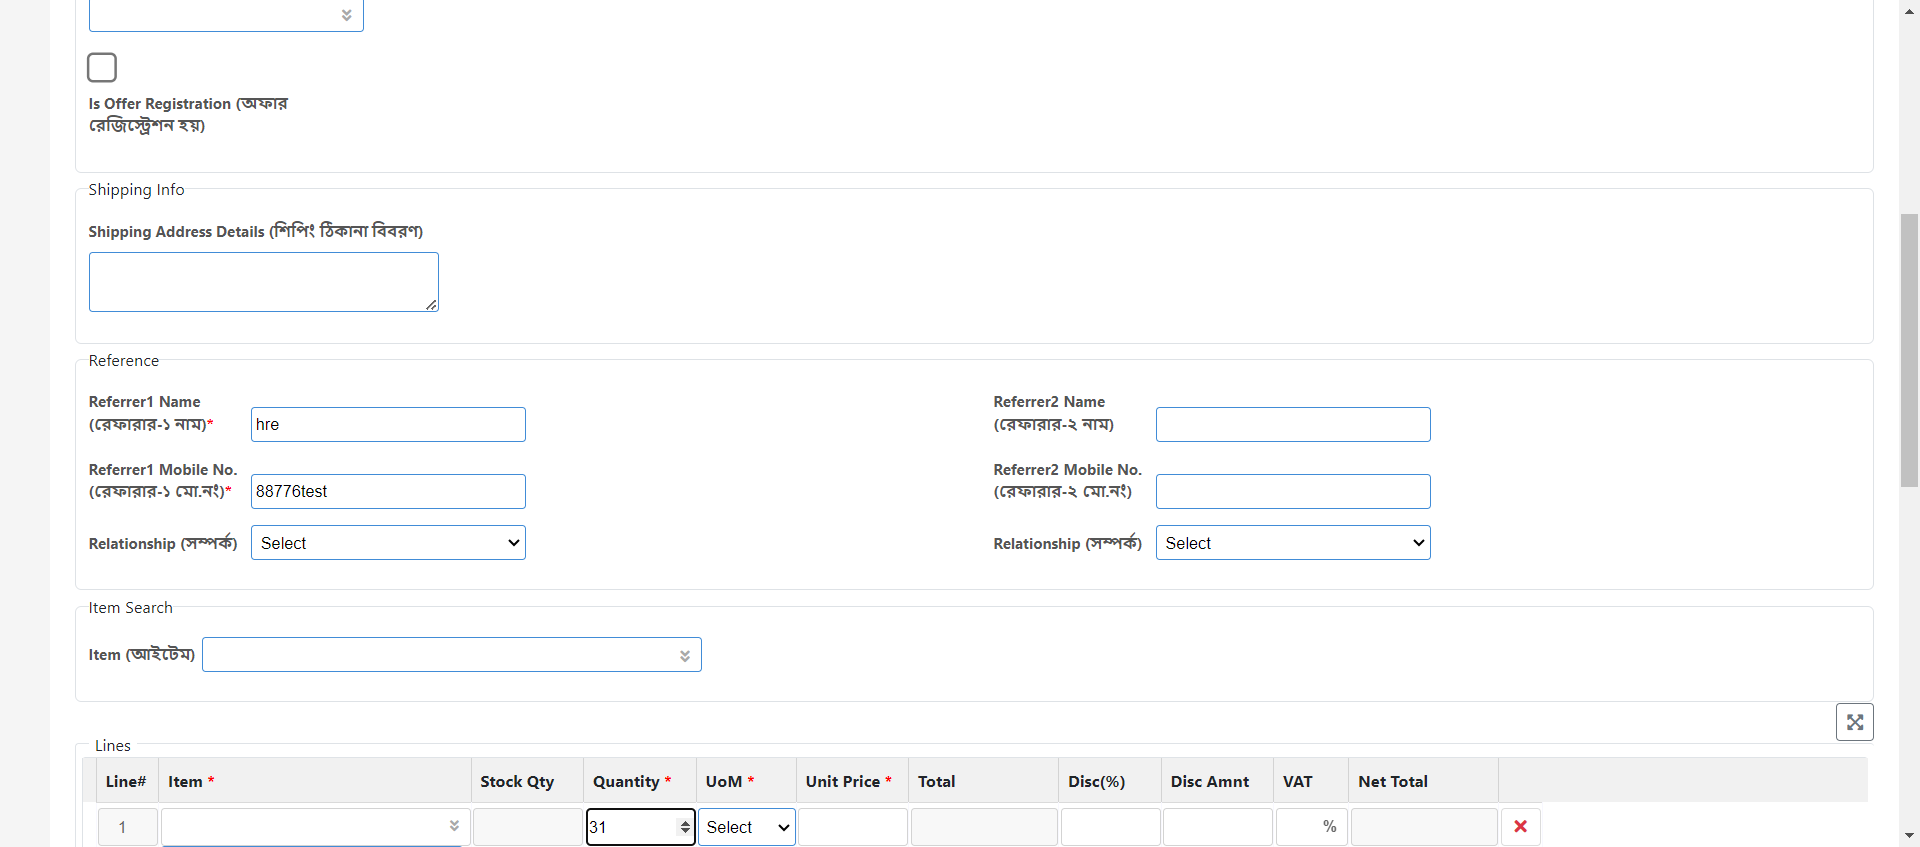 Is Offer Registration (অফার
রেজিস্ট্রেশন হয়)
Shipping Info
Shipping Address Details (শিপিং ঠিকানা বিবরণ)
Reference
Referrer1 Name
(রেফারার-১ নাম)*
hre
Referrer2 Name
(রেফারার-২ নাম)
Referrer1 Mobile No.
(রেফারার-১ মো.নং)*
88776test
Referrer2 Mobile No.
(রেফারার-২ মো.নং)
Relationship (সম্পর্ক) Select
Relationship (সম্পর্ক) Select
Item Search
Item (আইটেম)
Lines
Line# Item * Stock Qty Quantity * UoM * Unit Price * Total Disc(%) Disc Amnt VAT Net Total
1 31 Select %